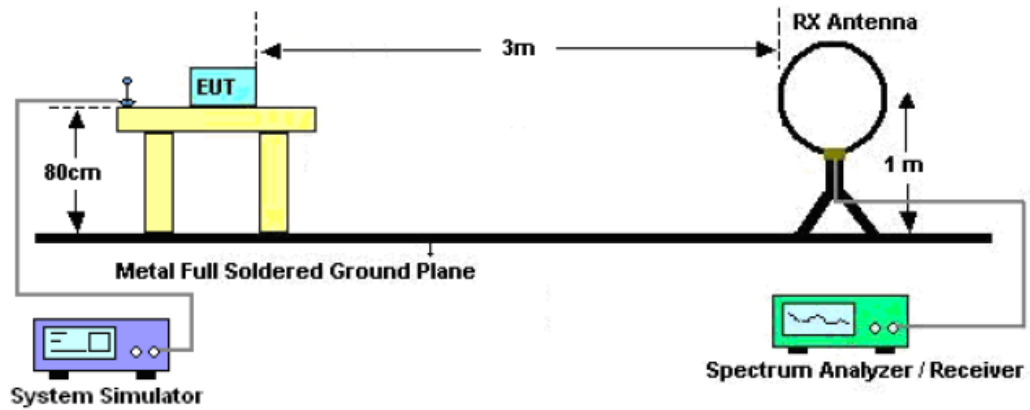 RX Antenna
3m
EUT
80cm
1 m
Metal Full Soldered Ground Plane
Spectrum Analyzer / Receiver
System Simulator